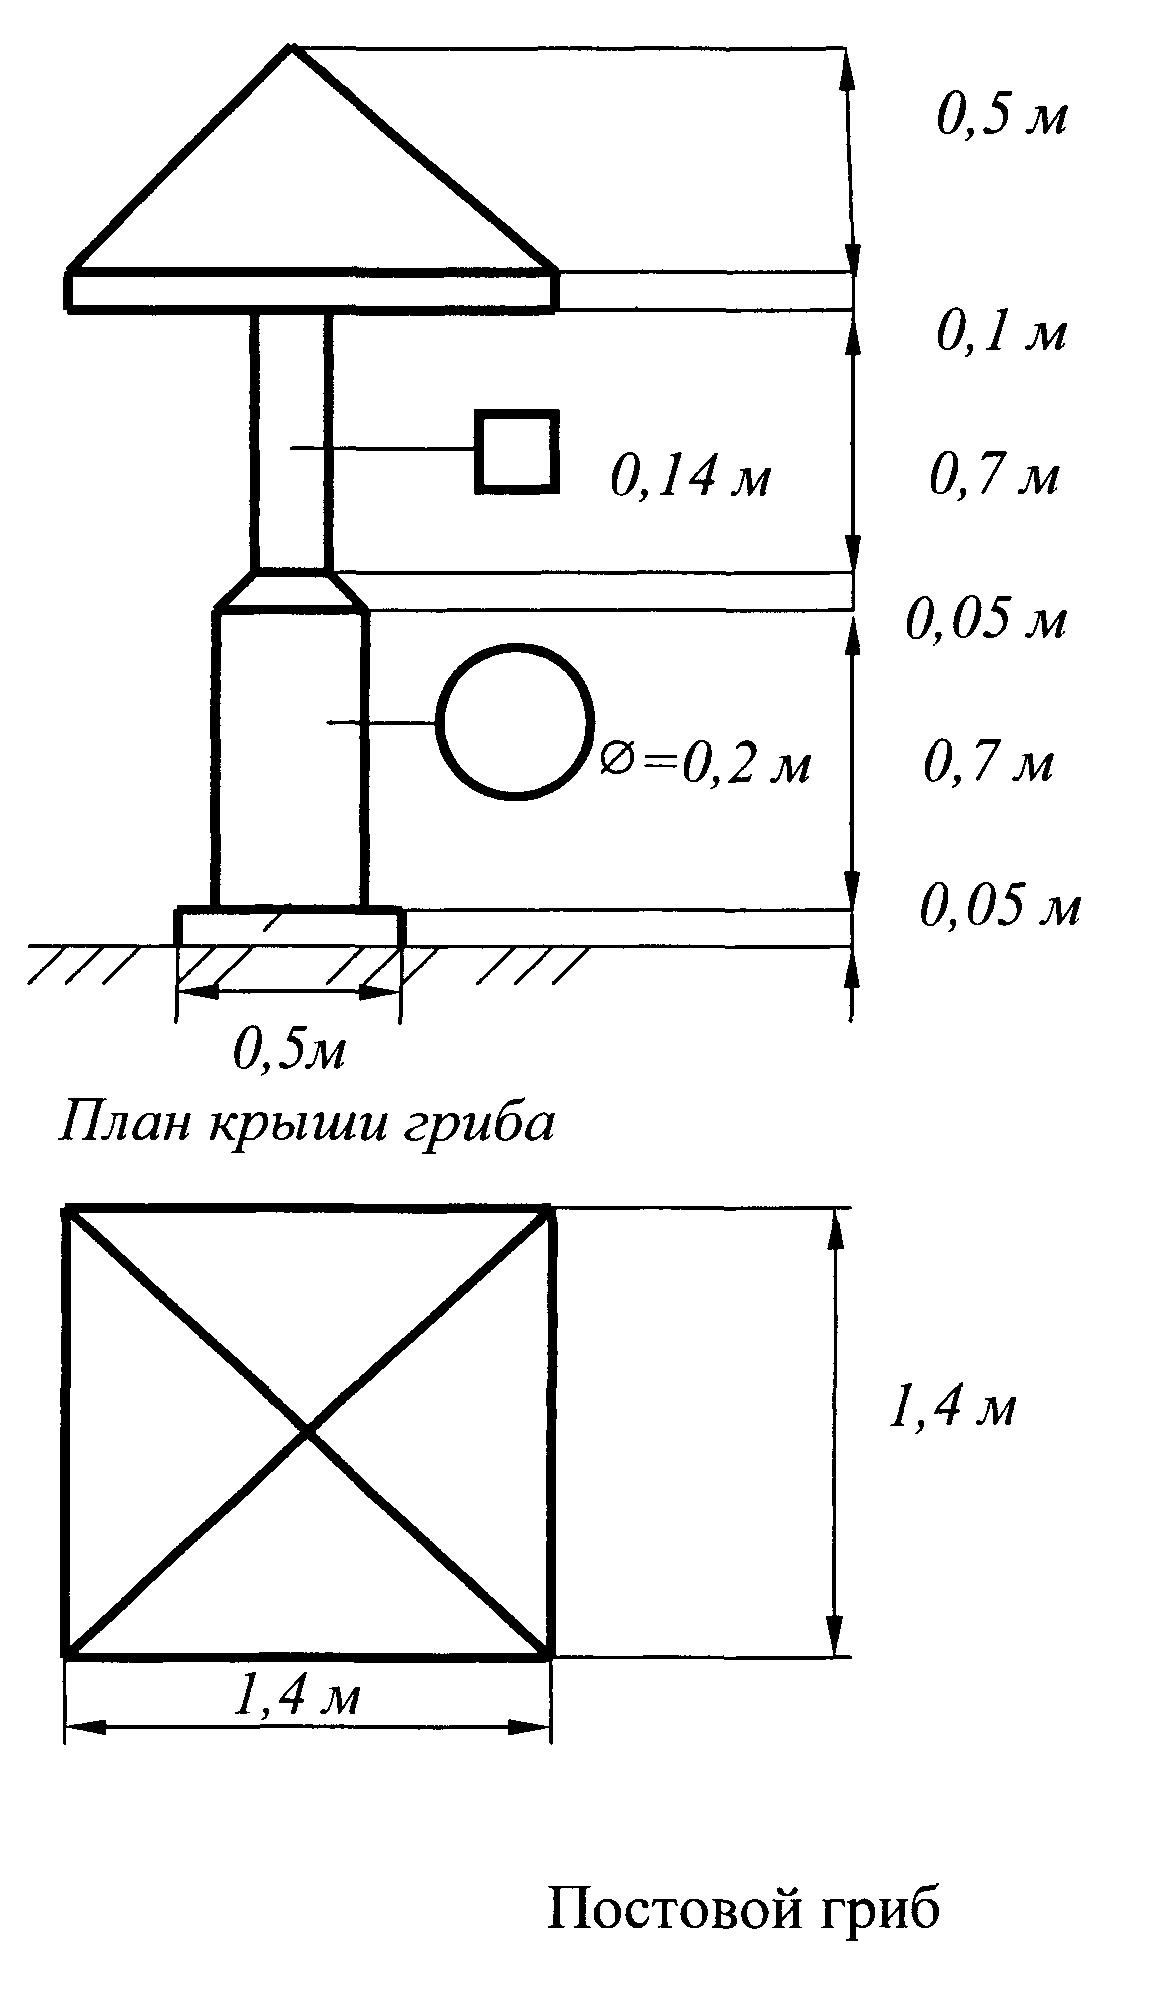 0,5 м
0,1 м
0,14 м
0,7 м
0,05 м
⌀=0,2 м
0,7 м
0,05 м
0,5м
План крыши гриба
1,4 м
1,4 м
Постовой гриб